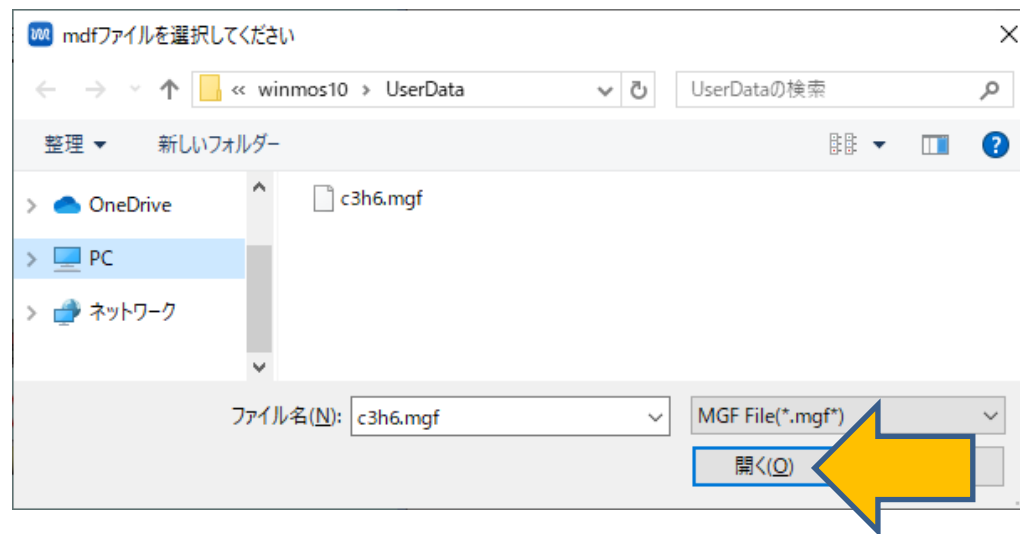 mdfファイルを選択してください
« winmos10 › UserData
UserDataの検索
整理
新しいフォルダー
OneDrive
c3h6.mgf
PC
ネットワーク
ファイル名(N): c3h6.mgf
MGF File(*.mgf*)
開く(O)